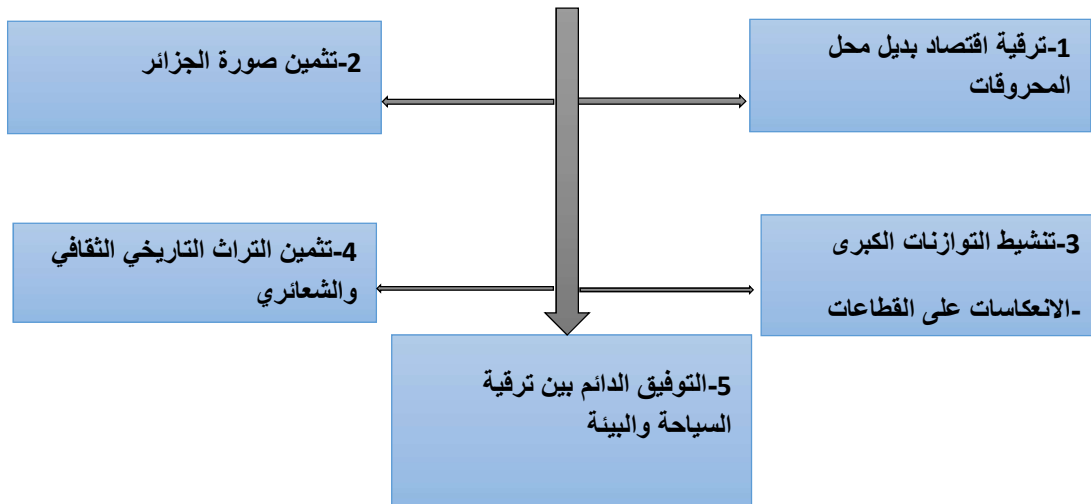 1-ترقية اقتصاد بديل محل
المحروقات
2-تثمين صورة الجزائر
3-تنشيط التوازنات الكبرى
-الانعكاسات على القطاعات
4-تثمين التراث التاريخي الثقافي
والشعائري
5-التوفيق الدائم بين ترقية
السياحة والبيئة